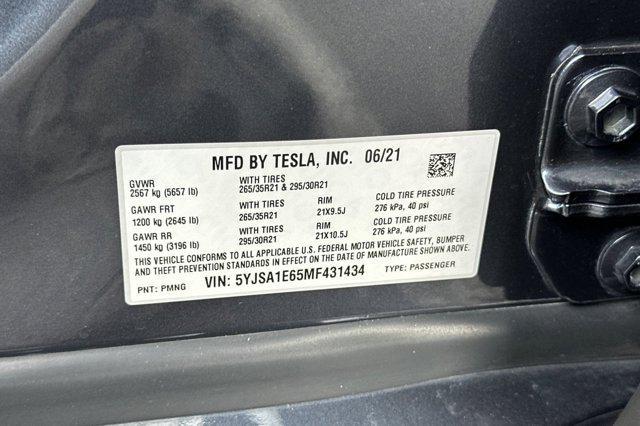 MFD BY TESLA, INC. 06/21
GVWR
2567 kg (5657 lb)
WITH TIRES
265/35R21 & 295/30R21
GAWR FRT
1200 kg (2645 lb)
WITH TIRES
265/35R21
RIM
21X9.5J
COLD TIRE PRESSURE
276 kPa, 40 psi
GAWR RR
1450 kg (3196 lb)
WITH TIRES
295/30R21
RIM
21X10.5J
COLD TIRE PRESSURE
276 kPa, 40 psi
THIS VEHICLE CONFORMS TO ALL APPLICABLE U.S. FEDERAL MOTOR VEHICLE SAFETY, BUMPER
AND THEFT PREVENTION STANDARDS IN EFFECT ON THE DATE OF MANUFACTURE SHOWN ABOVE.
VIN: 5YJSA1E65MF431434
TYPE: PASSENGER
PNT: PMNG